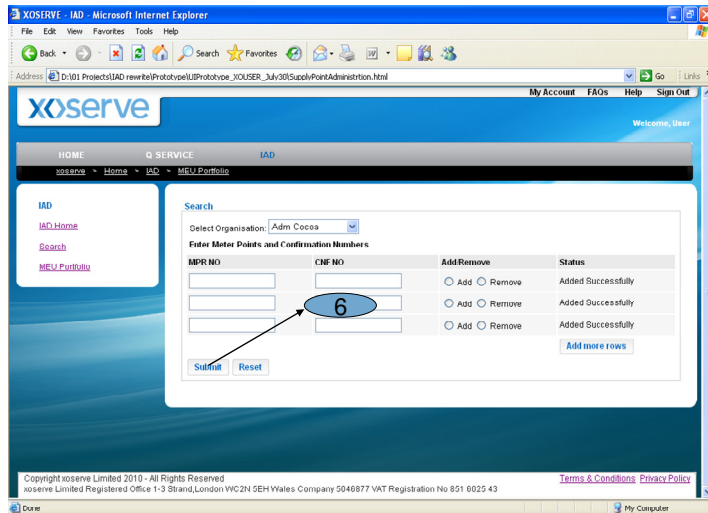 XOSERVE - IAD - Microsoft Internet Explorer
File Edit View Favorites Tools Help
Back Search Favorites
Address D:\01 Projects\IAD rewrite\Prototype\UIPrototype_XOUSER_July30\SupplyPointAdministrtion.html Go Links
My Account FAQs Help Sign Out
xoserve
Welcome, User
HOME Q SERVICE IAD
xoserve Home IAD MEU Portfolio
IAD
IAD Home
Search
MEU Portfolio
Search
Select Organisation: Adm Cocoa
Enter Meter Points and Confirmation Numbers
MPR NO CNF NO Add/Remove Status
Add Remove Added Successfully
6 Add Remove Added Successfully
Add Remove Added Successfully
Add more rows
Submit Reset
Copyright xoserve Limited 2010 - All Rights Reserved Terms & Conditions Privacy Policy
xoserve Limited Registered Office 1-3 Strand,London WC2N 5EH Wales Company 5046877 VAT Registration No 851 6025 43
Done My Computer